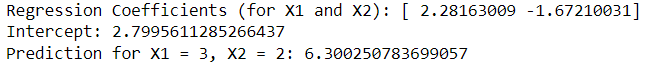 Regression Coefficients (for X1 and X2): [ 2.28163009 -1.67210031]
Intercept: 2.7995611285266437
Prediction for X1 = 3, X2 = 2: 6.300250783699057